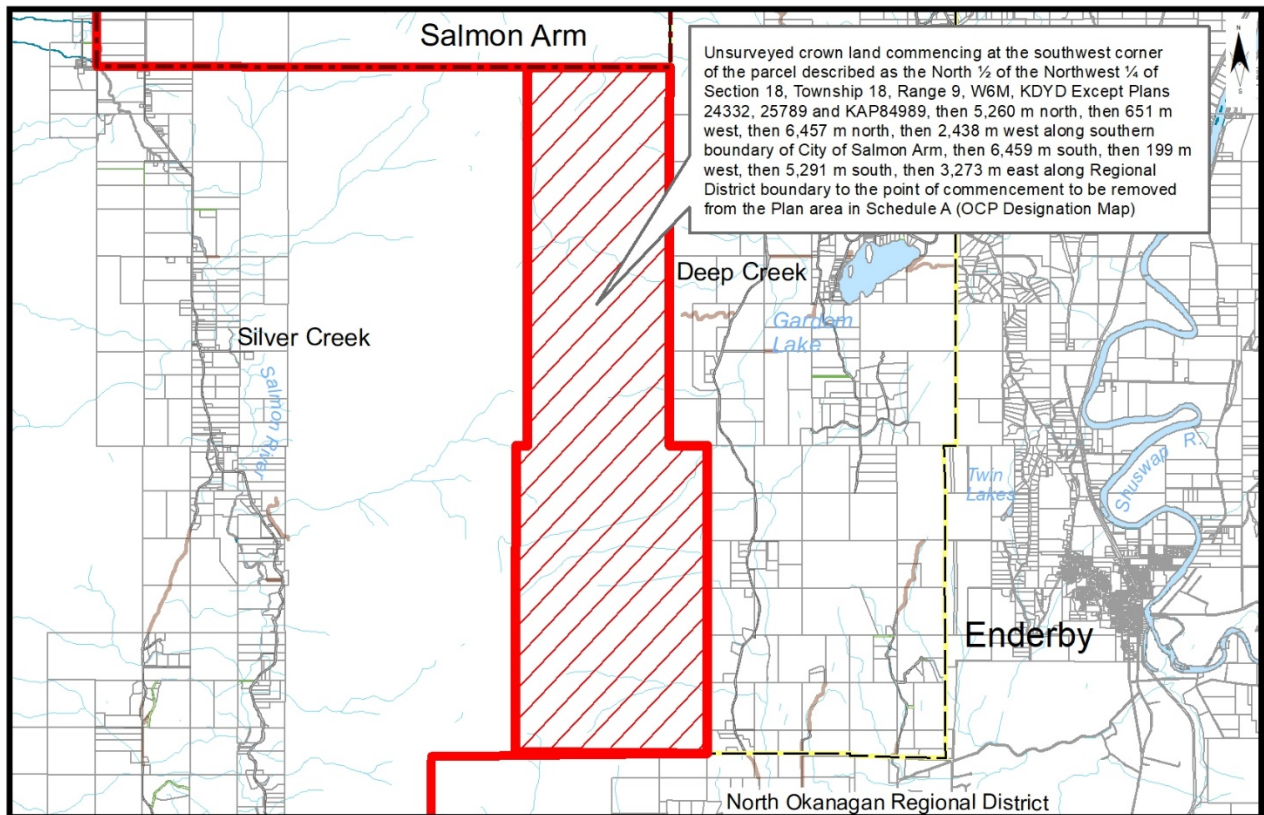 Salmon Arm
N
Unsurveyed crown land commencing at the southwest corner
of the parcel described as the North ½ of the Northwest ¼ of
Section 18, Township 18, Range 9, W6M, KDYD Except Plans
24332, 25789 and KAP84989, then 5,260 m north, then 651 m
west, then 6,457 m north, then 2,438 m west along southern
boundary of City of Salmon Arm, then 6,459 m south, then 199 m
west, then 5,291 m south, then 3,273 m east along Regional
District boundary to the point of commencement to be removed
from the Plan area in Schedule A (OCP Designation Map)
S
Deep Creek
Gardom
Lake
Silver Creek
Salmon River
Twin
Lakes
Shuswap R.
Enderby
North Okanagan Regional District